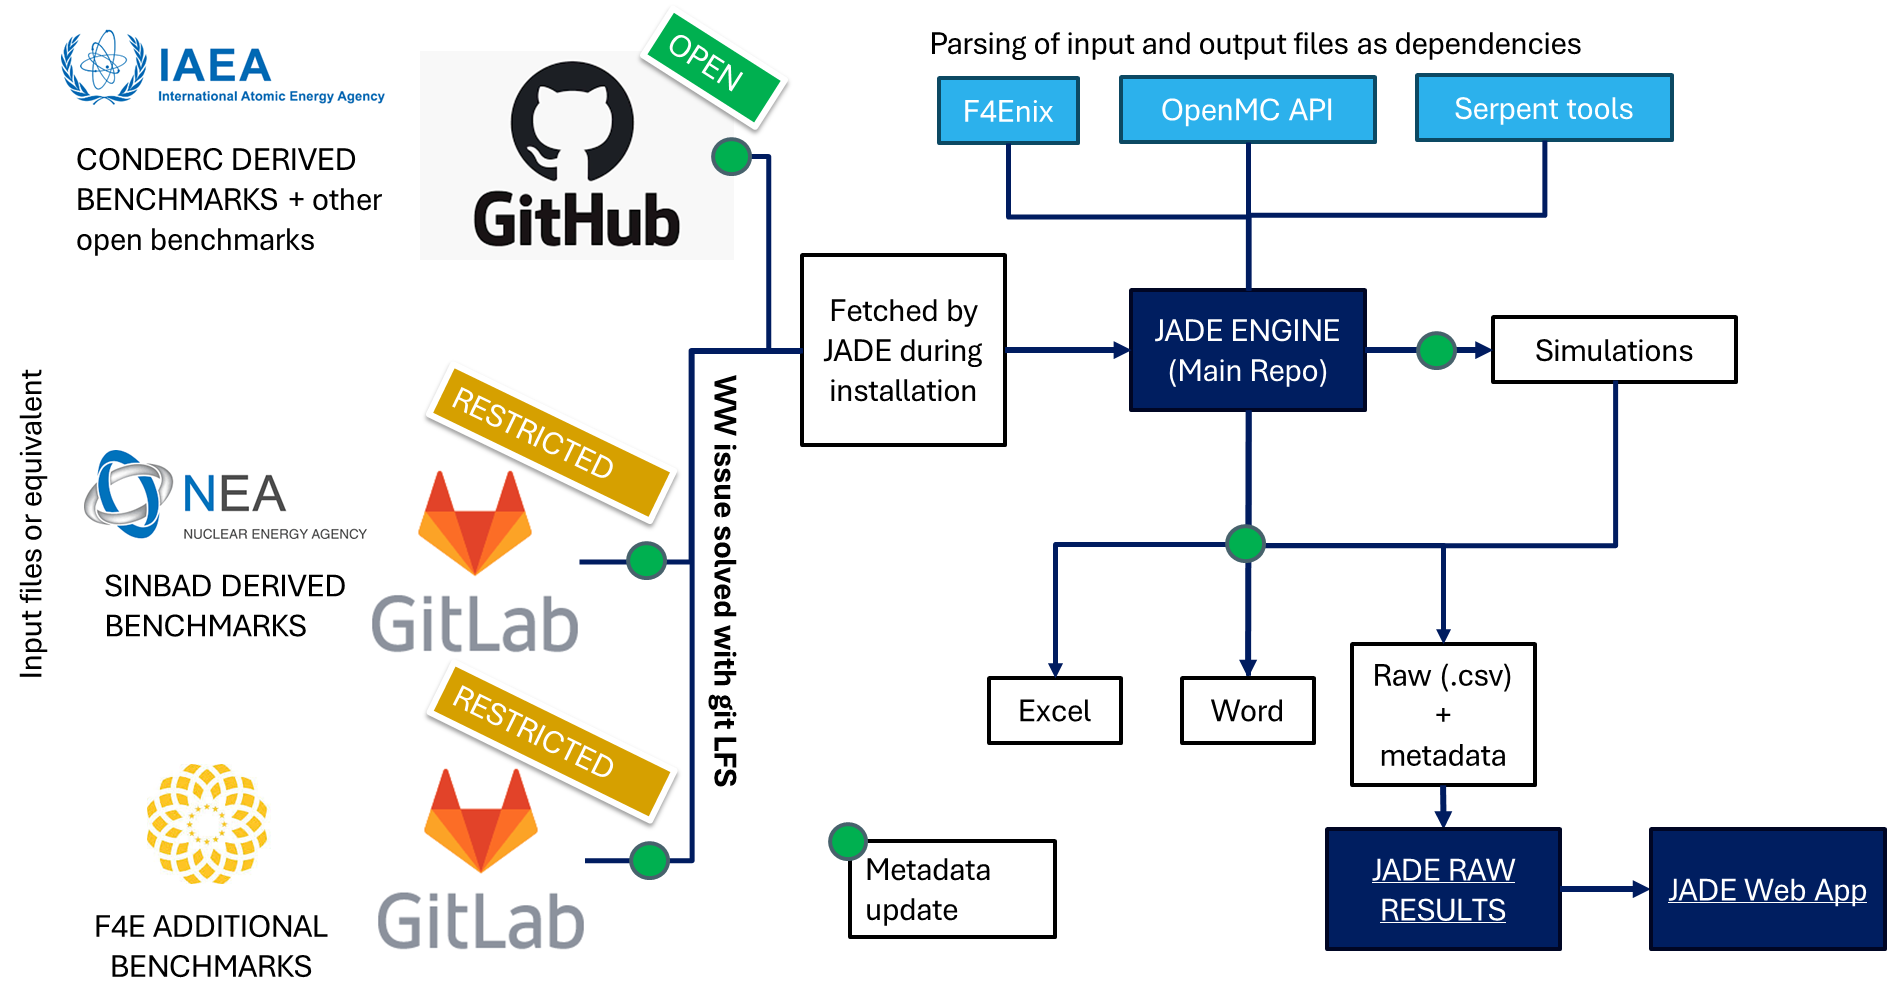 IAEA
International Atomic Energy Agency
CONDERC DERIVED
BENCHMARKS + other
open benchmarks
OPEN
GitHub
Input files or equivalent
NEA
NUCLEAR ENERGY AGENCY
SINBAD DERIVED
BENCHMARKS
RESTRICTED
GitLab
F4E ADDITIONAL
BENCHMARKS
RESTRICTED
GitLab
WW issue solved with git LFS
Fetched by
JADE during
installation
Parsing of input and output files as dependencies
F4Enix
OpenMC API
Serpent tools
JADE ENGINE
(Main Repo)
Simulations
Excel
Word
Raw (.csv)
+
metadata
Metadata
update
JADE RAW
RESULTS
JADE Web App